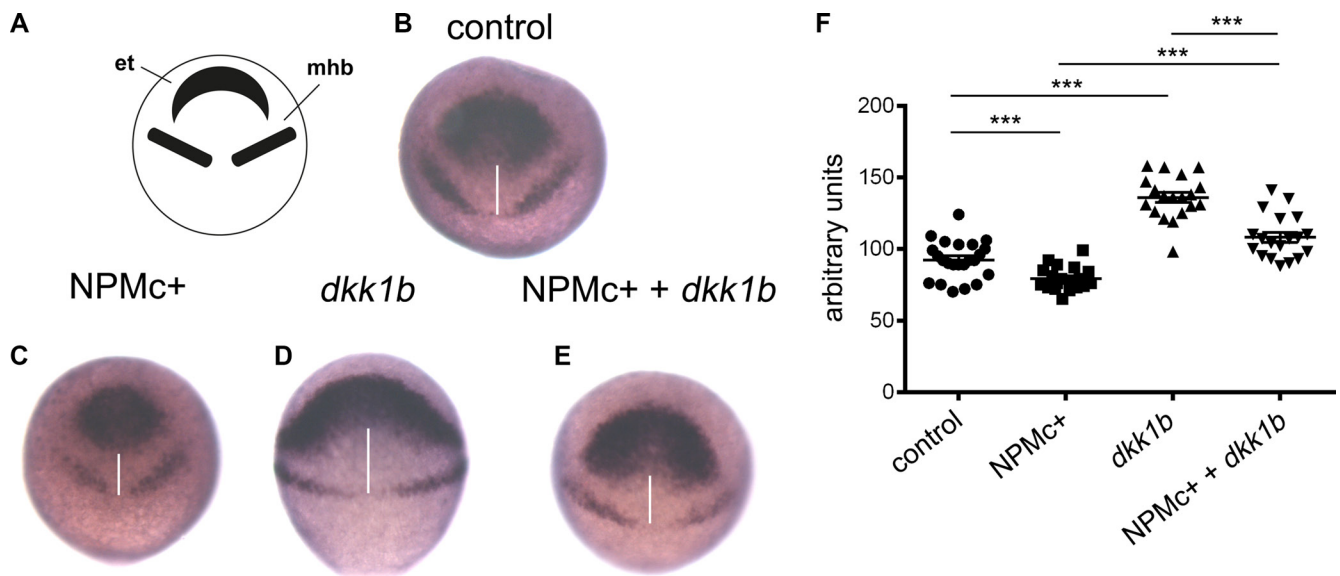 A
et
mhb
B
control
NPMc+
dkk1b
NPMc+ + dkk1b
C
D
E
F
***
***
***
***
200
150
100
50
0
arbitrary units
control
NPMc+
dkk1b
NPMc+ + dkk1b